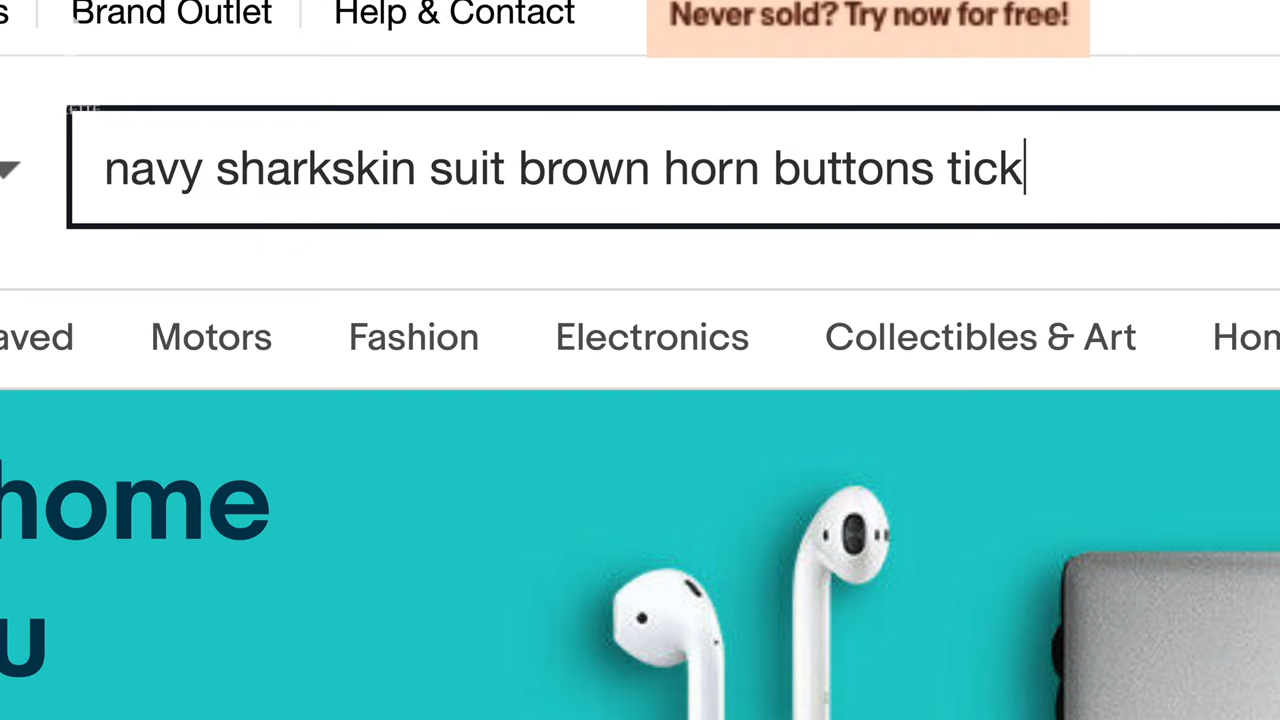 s Brand Outlet Help & Contact Never sold? Try now for free!
navy sharkskin suit brown horn buttons tick
aved Motors Fashion Electronics Collectibles & Art Hom
home
u